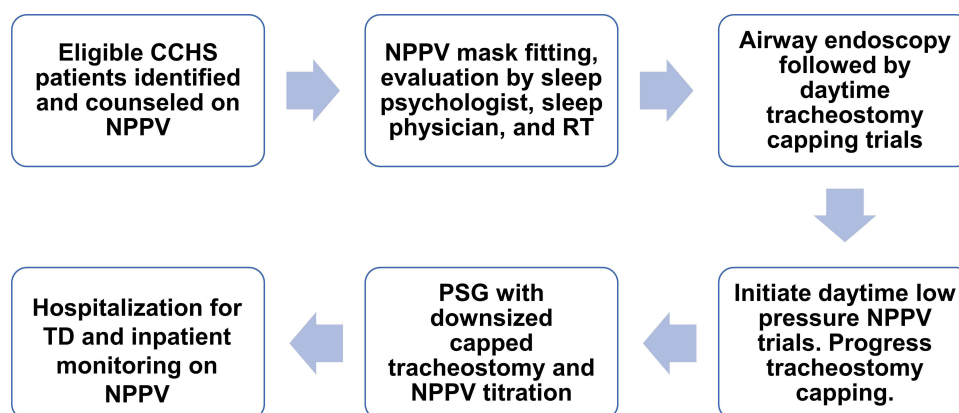 Eligible CCHS
patients identified
and counseled on
NPPV
NPPV mask fitting,
evaluation by sleep
psychologist, sleep
physician, and RT
Airway endoscopy
followed by
daytime
tracheostomy
capping trials
Initiate daytime low
pressure NPPV
trials. Progress
tracheostomy
capping.
PSG with
downsized
capped
tracheostomy and
NPPV titration
Hospitalization for
TD and inpatient
monitoring on
NPPV